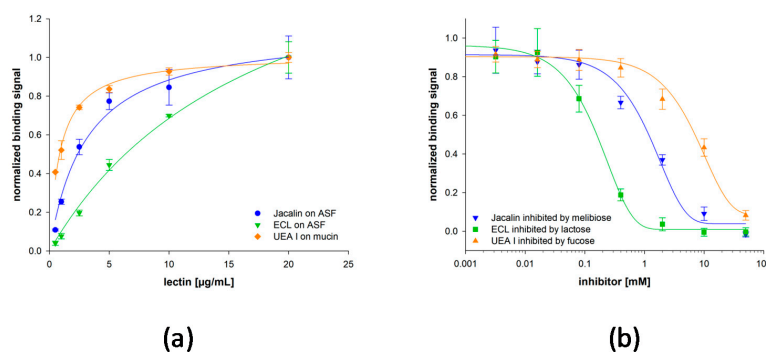 1.2
1.0
0.8
0.6
0.4
0.2
0.0
normalized binding signal
0 5 10 15 20 25
lectin [µg/mL]
Jacalin on ASF
ECL on ASF
UEA I on mucin
(a)
1.2
1.0
0.8
0.6
0.4
0.2
0.0
normalized binding signal
0.001 0.01 0.1 1 10 50
inhibitor [mM]
Jacalin inhibited by melibiose
ECL inhibited by lactose
UEA I inhibited by fucose
(b)